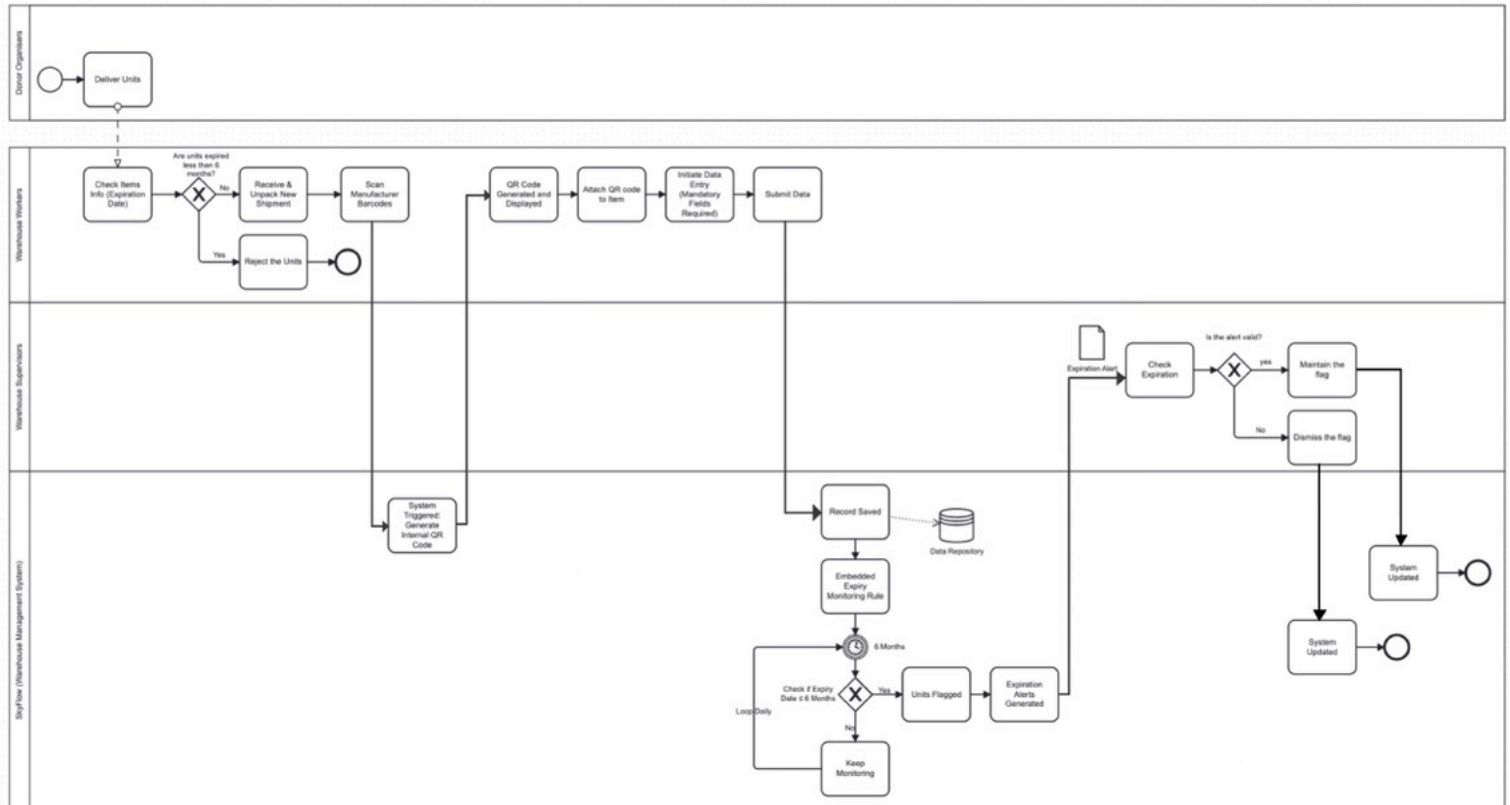 Donor Organisers
Deliver Units
Warehouse Workers
Check Items
Info (Expiration
Date)
Are units expired
less than 6
months?
No
Yes
Receive &
Unpack New
Shipment
Reject the Units
Scan
Manufacturer
Barcodes
QR Code
Generated and
Displayed
Attach QR code
to Item
Initiate Data
Entry
(Mandatory
Fields
Required)
Submit Data
Warehouse Supervisors
Expiration Alert
Check
Expiration
Is the alert valid?
yes
No
Maintain the
flag
Dismiss the flag
SkyFlow (Warehouse Management System)
System
Triggered:
Generate
Internal QR
Code
Record Saved
Data Repository
Embedded
Expiry
Monitoring Rule
6 Months
Check if Expiry
Date ≤ 6 Months
Yes
No
Loop Daily
Keep
Monitoring
Units Flagged
Expiration
Alerts
Generated
System
Updated
System
Updated